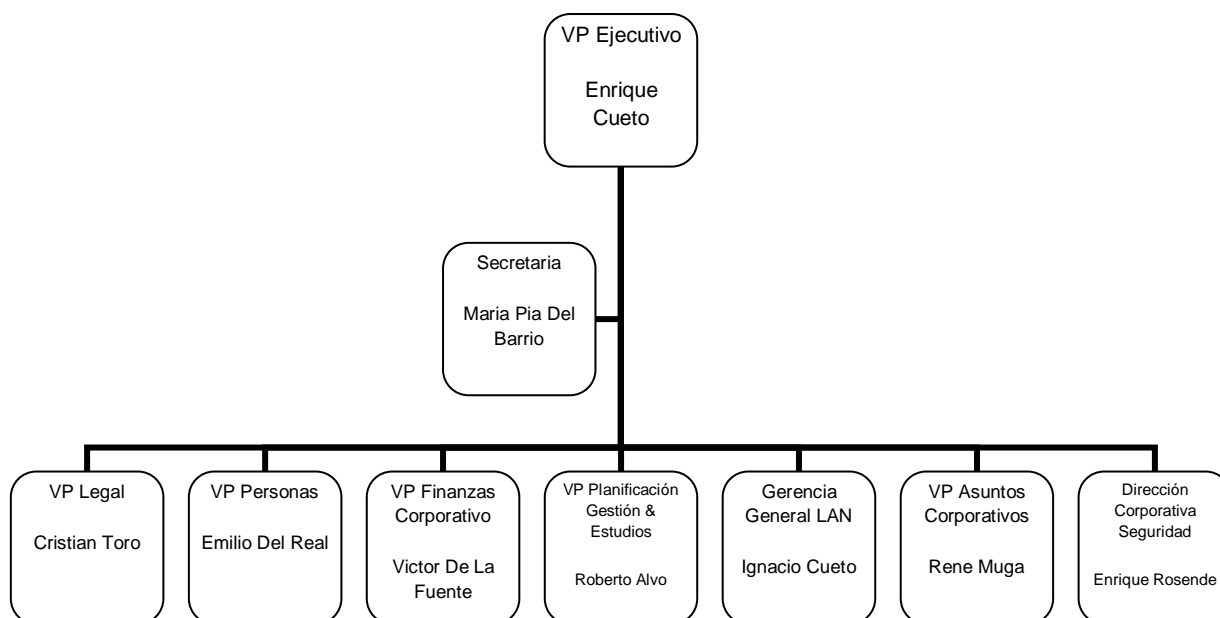 VP Ejecutivo
Enrique
Cueto
Secretaria
Maria Pia Del
Barrio
VP Legal
Cristian Toro
VP Personas
Emilio Del Real
VP Finanzas
Corporativo
Victor De La
Fuente
VP Planificación
Gestión &
Estudios
Roberto Alvo
Gerencia
General LAN
Ignacio Cueto
VP Asuntos
Corporativos
Rene Muga
Dirección
Corporativa
Seguridad
Enrique Rosende